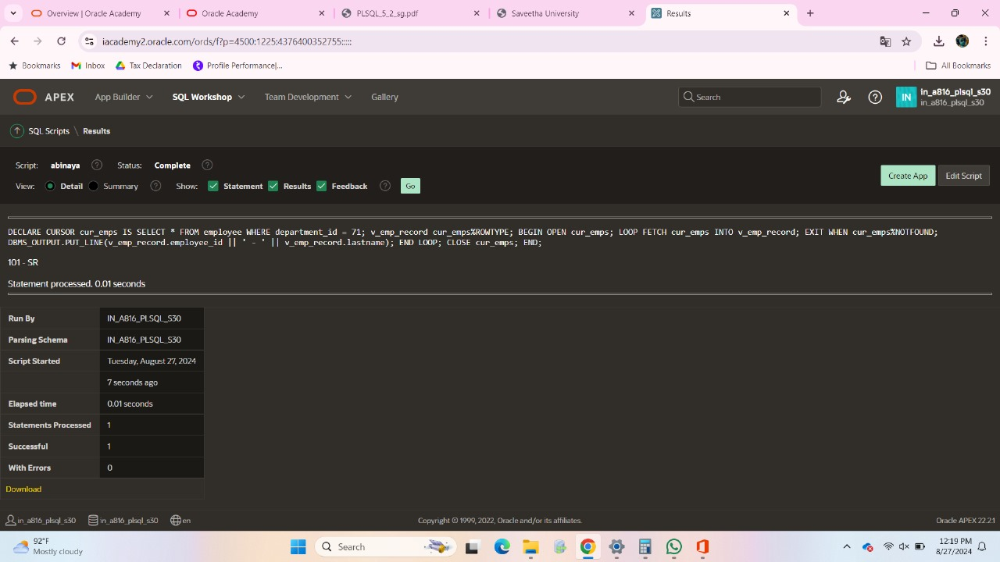 Overview | Oracle Academy
Oracle Academy
PLSQL_5_2_sg.pdf
Saveetha University
Results
iacademy2.oracle.com/ords/f?p=4500:1225:4376400352755:::::
Bookmarks
Inbox
Tax Declaration
Profile Performance|...
All Bookmarks
APEX
App Builder
SQL Workshop
Team Development
Gallery
Search
IN
in_a816_plsql_s30
in_a816_plsql_s30
SQL Scripts \ Results
Script: abinaya Status: Complete
View: Detail Summary Show: Statement Results Feedback Go
Create App
Edit Script
DECLARE CURSOR cur_emps IS SELECT * FROM employee WHERE department_id = 71; v_emp_record cur_emps%ROWTYPE; BEGIN OPEN cur_emps; LOOP FETCH cur_emps INTO v_emp_record; EXIT WHEN cur_emps%NOTFOUND;
DBMS_OUTPUT.PUT_LINE(v_emp_record.employee_id || ' - ' || v_emp_record.lastname); END LOOP; CLOSE cur_emps; END;
101 - SR
Statement processed. 0.01 seconds
Run By IN_A816_PLSQL_S30
Parsing Schema IN_A816_PLSQL_S30
Script Started Tuesday, August 27, 2024
7 seconds ago
Elapsed time 0.01 seconds
Statements Processed 1
Successful 1
With Errors 0
Download
in_a816_plsql_s30 in_a816_plsql_s30 en
Copyright © 1999, 2022, Oracle and/or its affiliates.
Oracle APEX 22.2.1
92°F
Mostly cloudy
Search
12:19 PM
8/27/2024